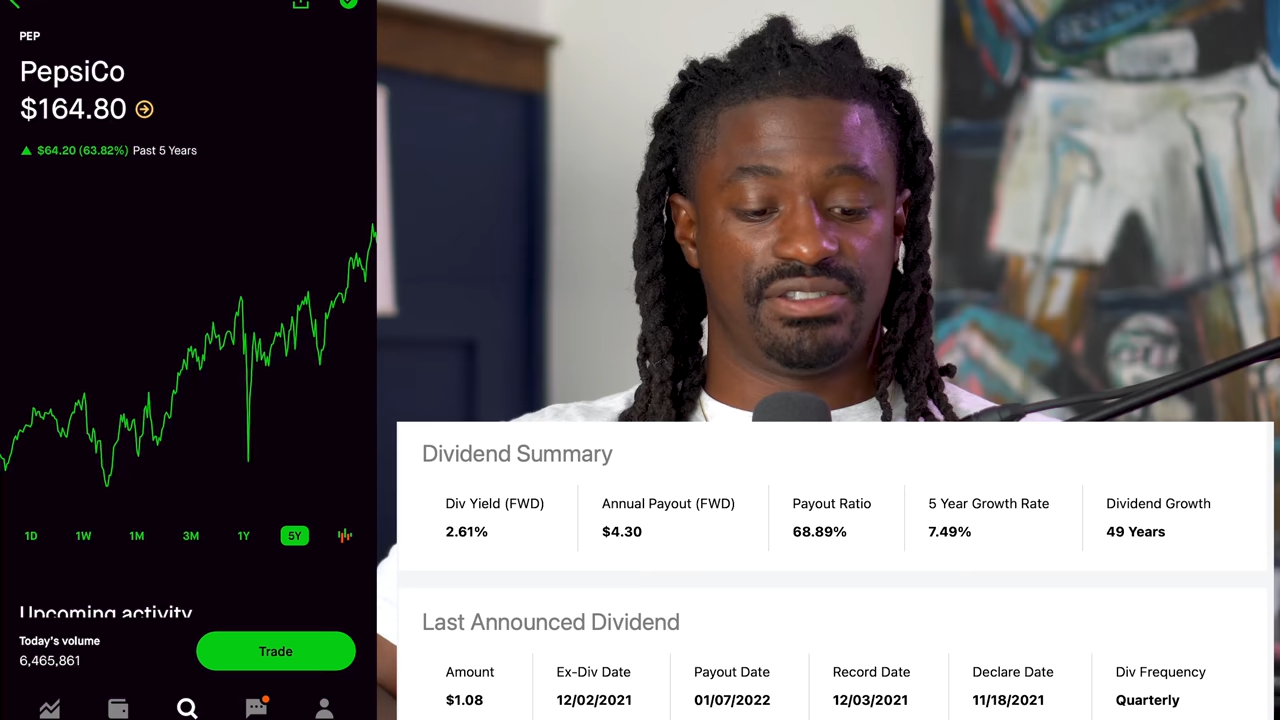 PEP
PepsiCo
$164.80
$64.20 (63.82%) Past 5 Years
1D 1W 1M 3M 1Y 5Y
Upcoming activity
Today's volume
6,465,861
Trade
Dividend Summary
Div Yield (FWD) Annual Payout (FWD) Payout Ratio 5 Year Growth Rate Dividend Growth
2.61% $4.30 68.89% 7.49% 49 Years
Last Announced Dividend
Amount Ex-Div Date Payout Date Record Date Declare Date Div Frequency
$1.08 12/02/2021 01/07/2022 12/03/2021 11/18/2021 Quarterly